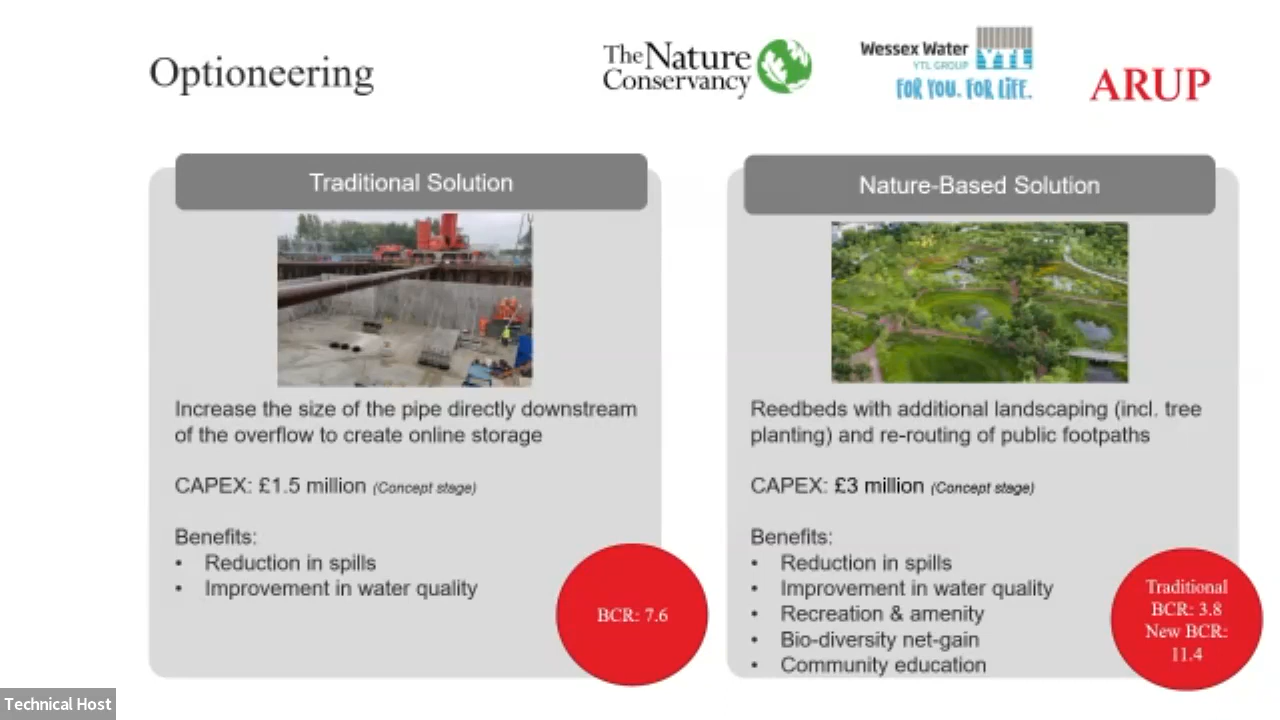 Optioneering
The Nature
Conservancy
Wessex Water
YTL GROUP
YTL
FOR YOU. FOR LIFE.
ARUP
Traditional Solution
Increase the size of the pipe directly downstream
of the overflow to create online storage
CAPEX: £1.5 million (Concept stage)
Benefits:
• Reduction in spills
• Improvement in water quality
BCR: 7.6
Nature-Based Solution
Reedbeds with additional landscaping (incl. tree
planting) and re-routing of public footpaths
CAPEX: £3 million (Concept stage)
Benefits:
• Reduction in spills
• Improvement in water quality
• Recreation & amenity
• Bio-diversity net-gain
• Community education
Traditional
BCR: 3.8
New BCR:
11.4
Technical Host